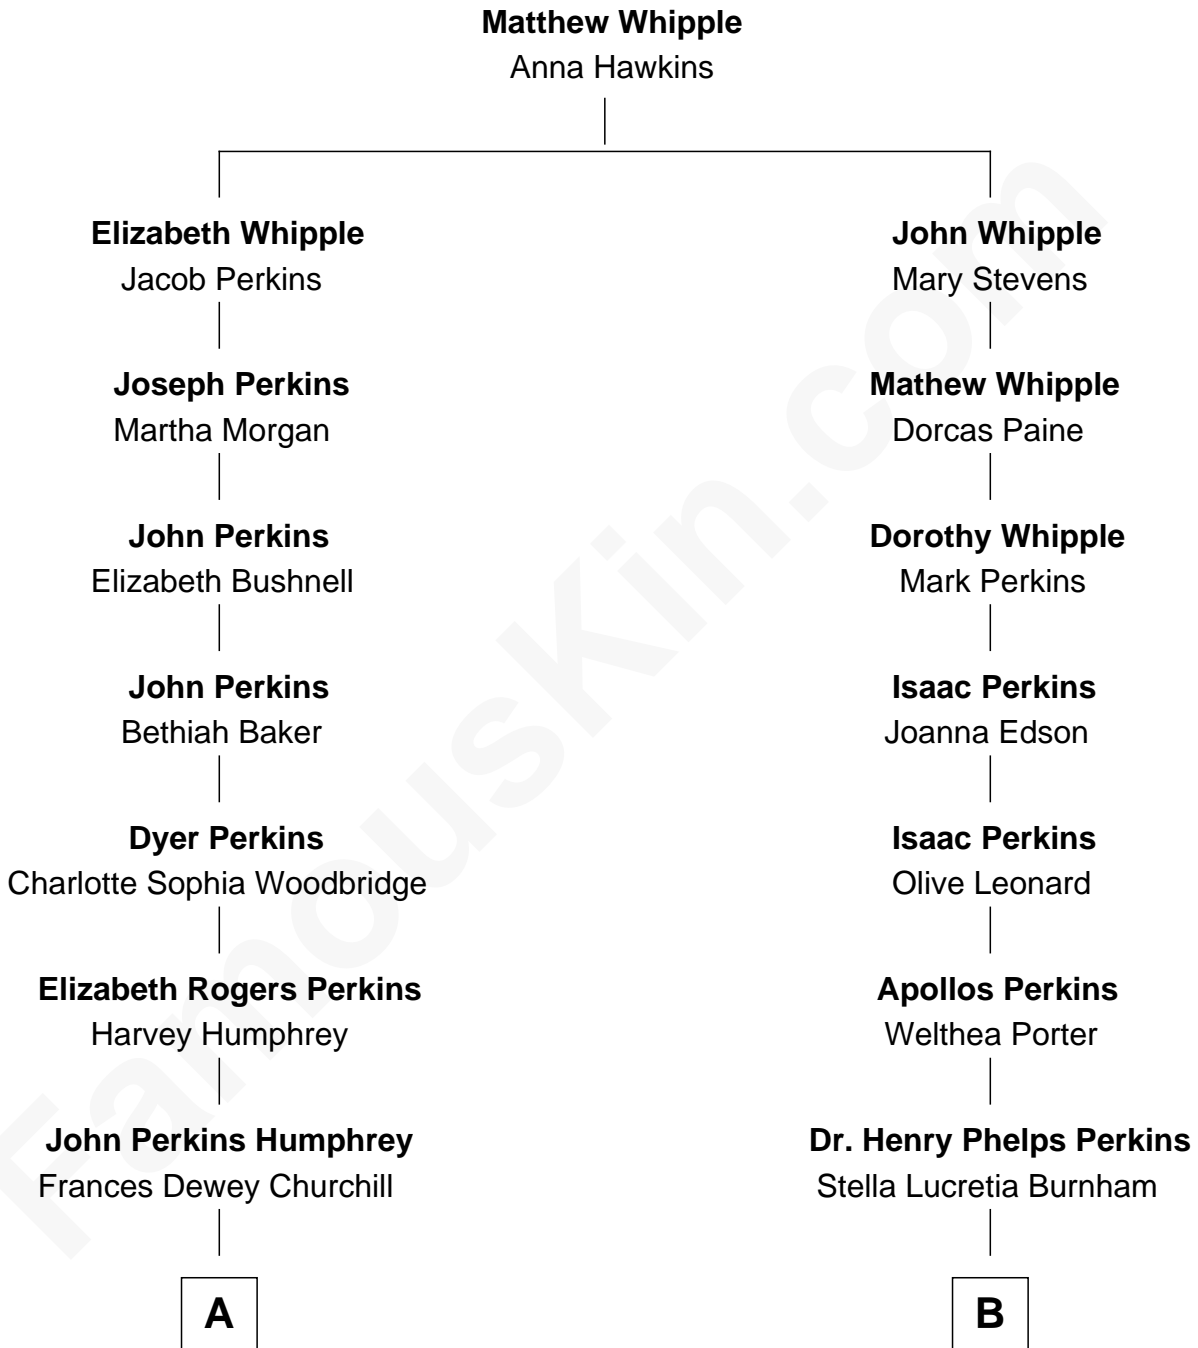 Matthew Whipple
Anna Hawkins
Elizabeth Whipple
Jacob Perkins
John Whipple
Mary Stevens
Joseph Perkins
Martha Morgan
Mathew Whipple
Dorcas Paine
John Perkins
Elizabeth Bushnell
Dorothy Whipple
Mark Perkins
John Perkins
Bethiah Baker
Isaac Perkins
Joanna Edson
Dyer Perkins
Charlotte Sophia Woodbridge
Isaac Perkins
Olive Leonard
Elizabeth Rogers Perkins
Harvey Humphrey
Apollos Perkins
Welthea Porter
John Perkins Humphrey
Frances Dewey Churchill
Dr. Henry Phelps Perkins
Stella Lucretia Burnham
A
B
FamousKin.com